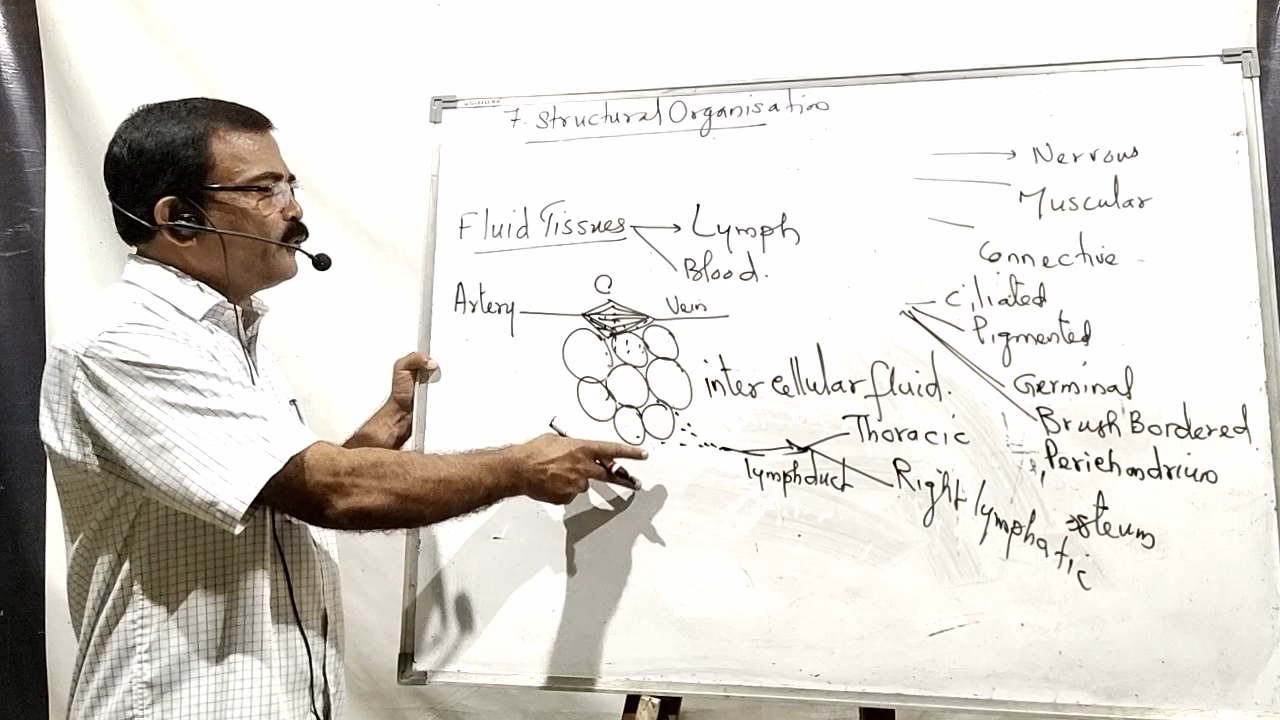 7. Structural Organisation
Nervous
Muscular
Connective
Fluid Tissues
Lymph
Blood.
C
Artery
Vein
Ciliated
Pigmented
Germinal
Brush Bordered
Perichondrium
osteum
intercellular fluid.
Thoracic
lymphduct
Right lymphatic